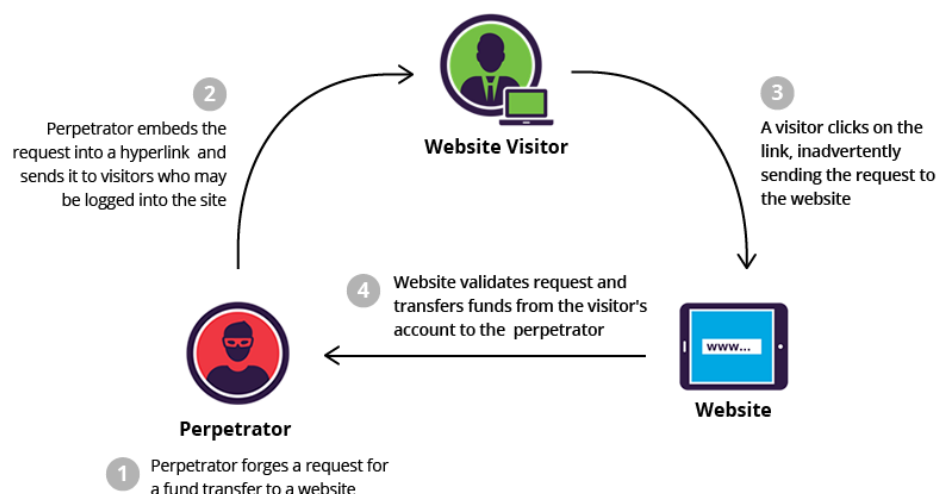 Website Visitor
2
Perpetrator embeds the
request into a hyperlink and
sends it to visitors who may
be logged into the site
3
A visitor clicks on the
link, inadvertently
sending the request to
the website
4
Website validates request and
transfers funds from the visitor's
account to the perpetrator
www...
Website
Perpetrator
1
Perpetrator forges a request for
a fund transfer to a website